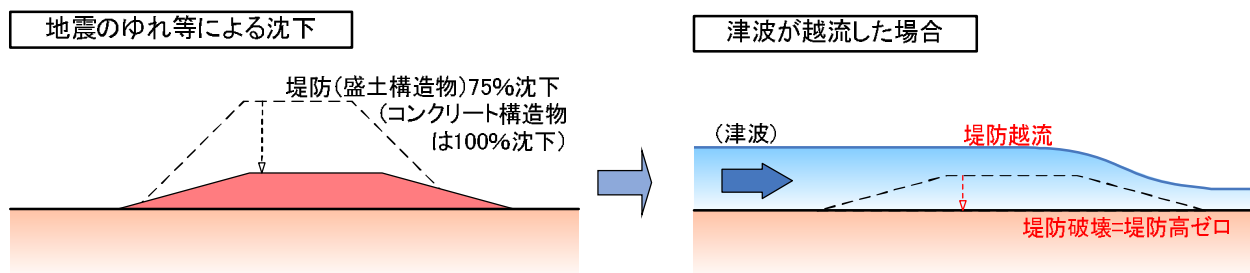 地震のゆれ等による沈下
堤防(盛土構造物)75%沈下
(コンクリート構造物
は100%沈下)
津波が越流した場合
(津波)
堤防越流
堤防破壊=堤防高ゼロ